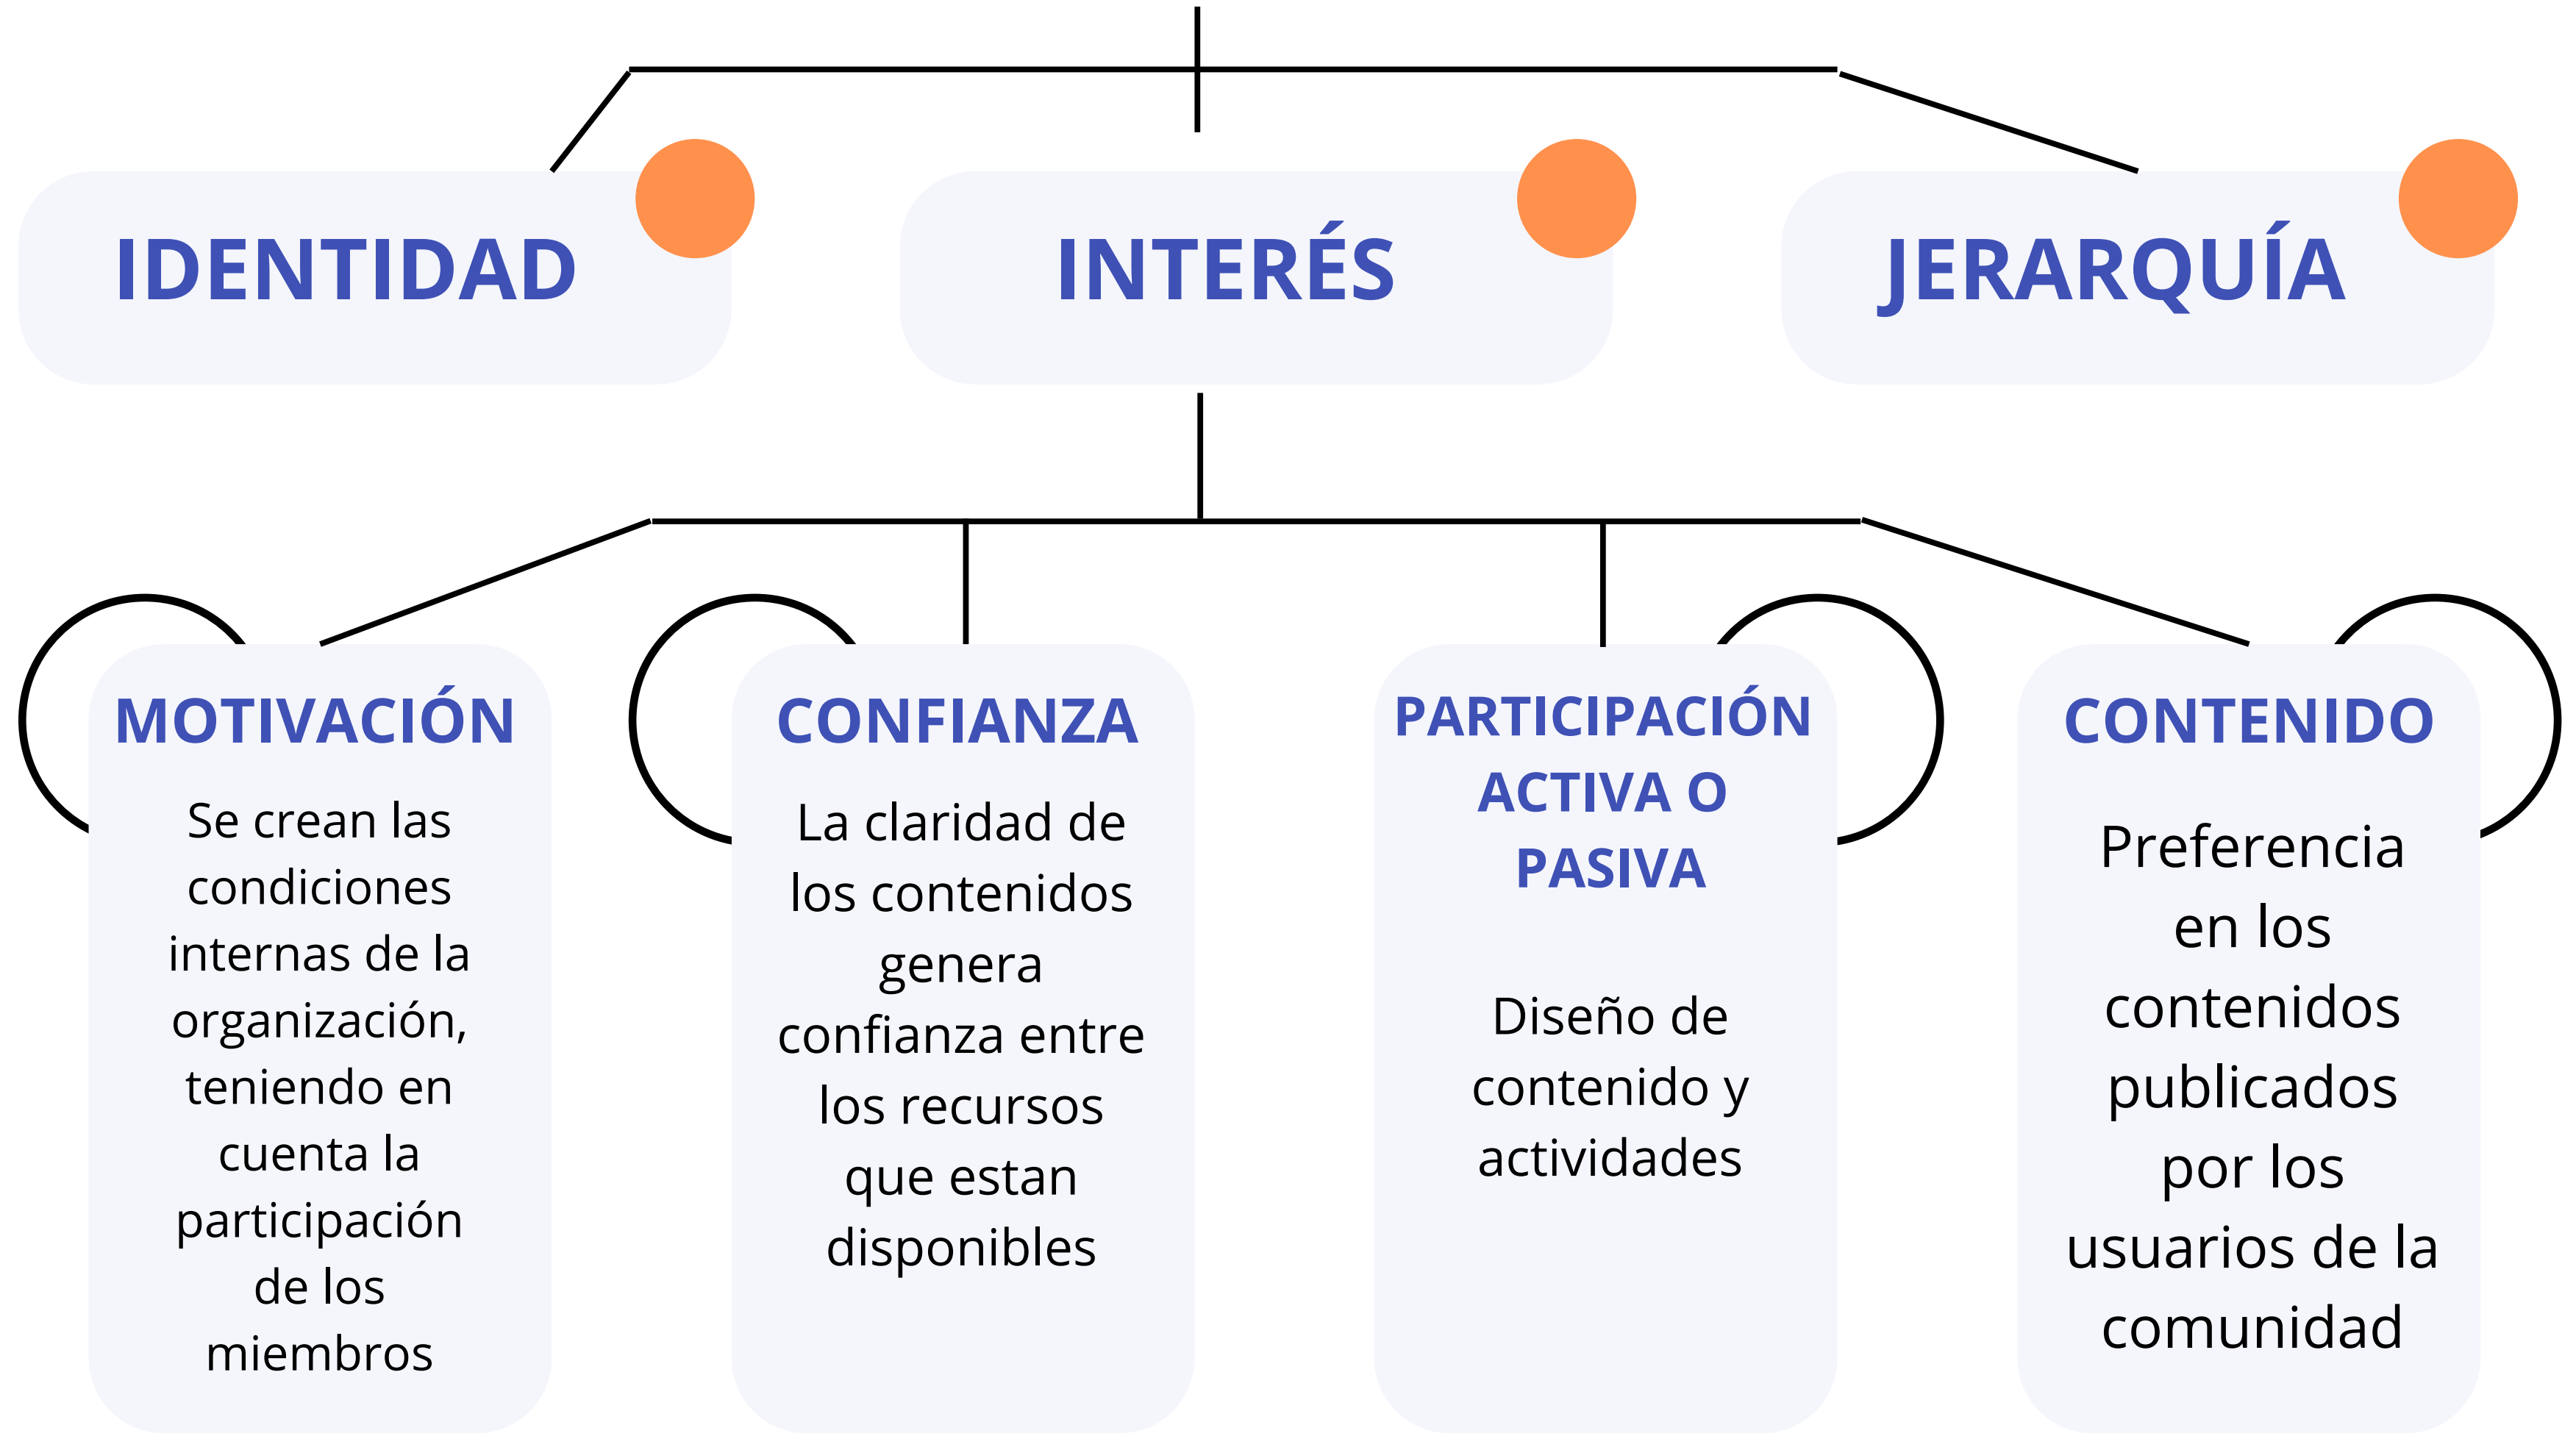 IDENTIDAD
INTERÉS
JERARQUÍA
MOTIVACIÓN
Se crean las
condiciones
internas de la
organización,
teniendo en
cuenta la
participación
de los
miembros
CONFIANZA
La claridad de
los contenidos
genera
confianza entre
los recursos
que estan
disponibles
PARTICIPACIÓN
ACTIVA O
PASIVA
Diseño de
contenido y
actividades
CONTENIDO
Preferencia
en los
contenidos
publicados
por los
usuarios de la
comunidad